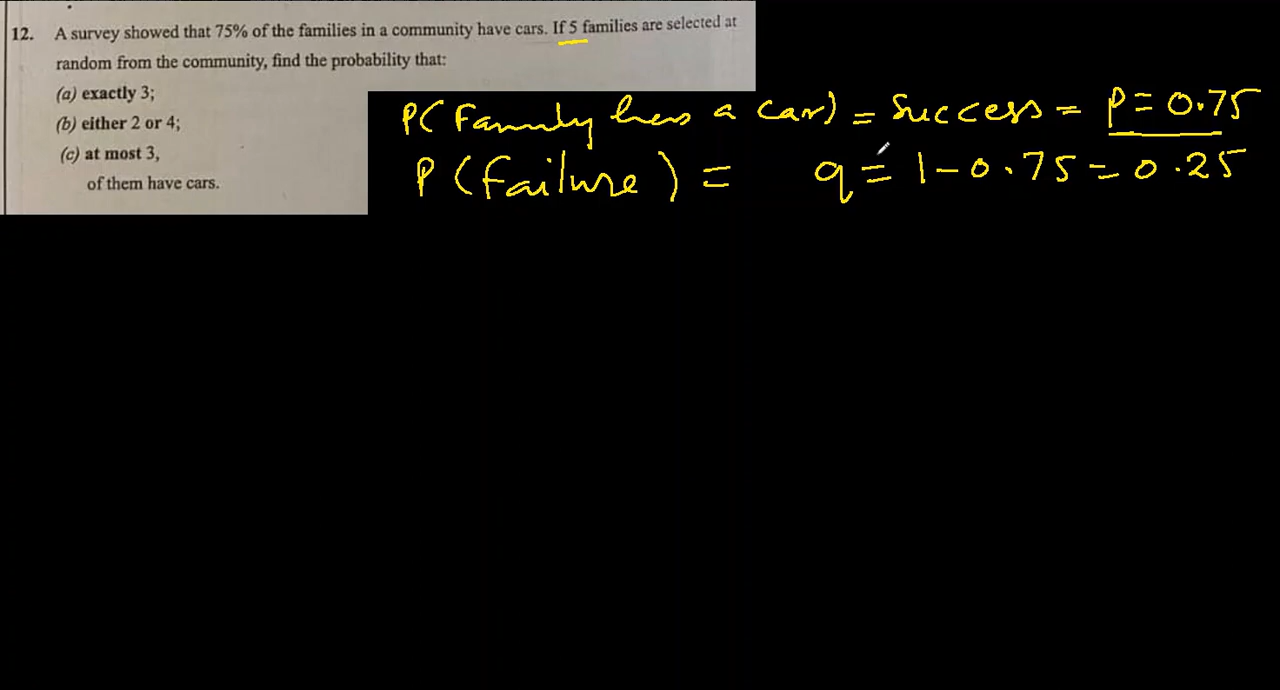 12. A survey showed that 75% of the families in a community have cars. If 5 families are selected at
random from the community, find the probability that:
(a) exactly 3;
(b) either 2 or 4;
(c) at most 3,
of them have cars.
P(Family has a car) = Success = P = 0.75
P(failure) = q = 1-0.75 = 0.25